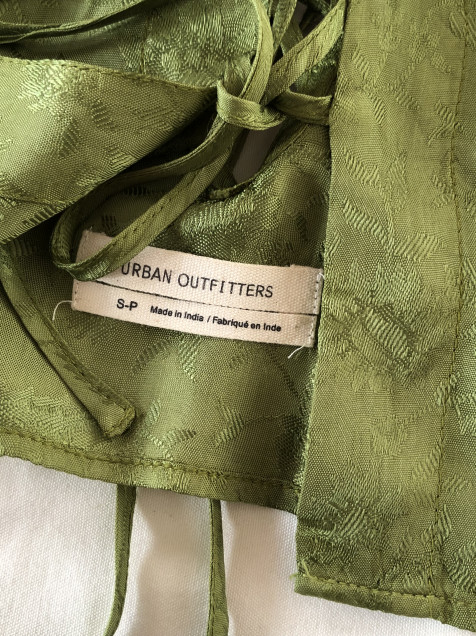 URBAN OUTFITTERS
S-P Made in India / Fabriqué en Inde